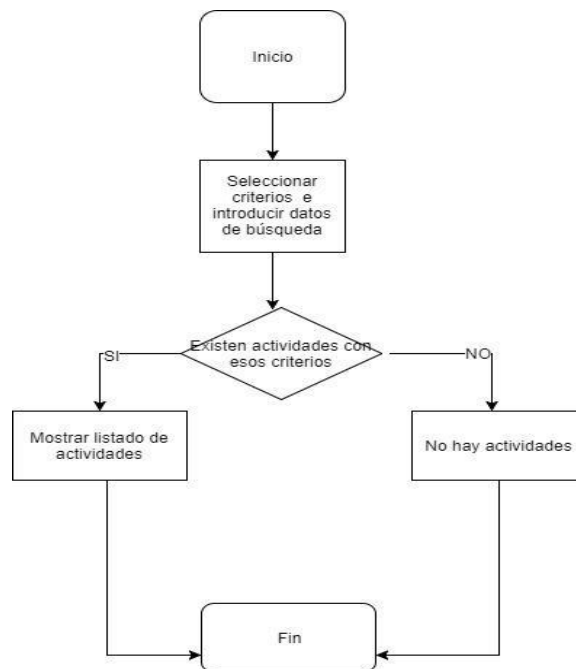 Inicio
Seleccionar
criterios e
introducir datos
de búsqueda
Existen actividades con
esos criterios
SI
NO
Mostrar listado de
actividades
No hay actividades
Fin